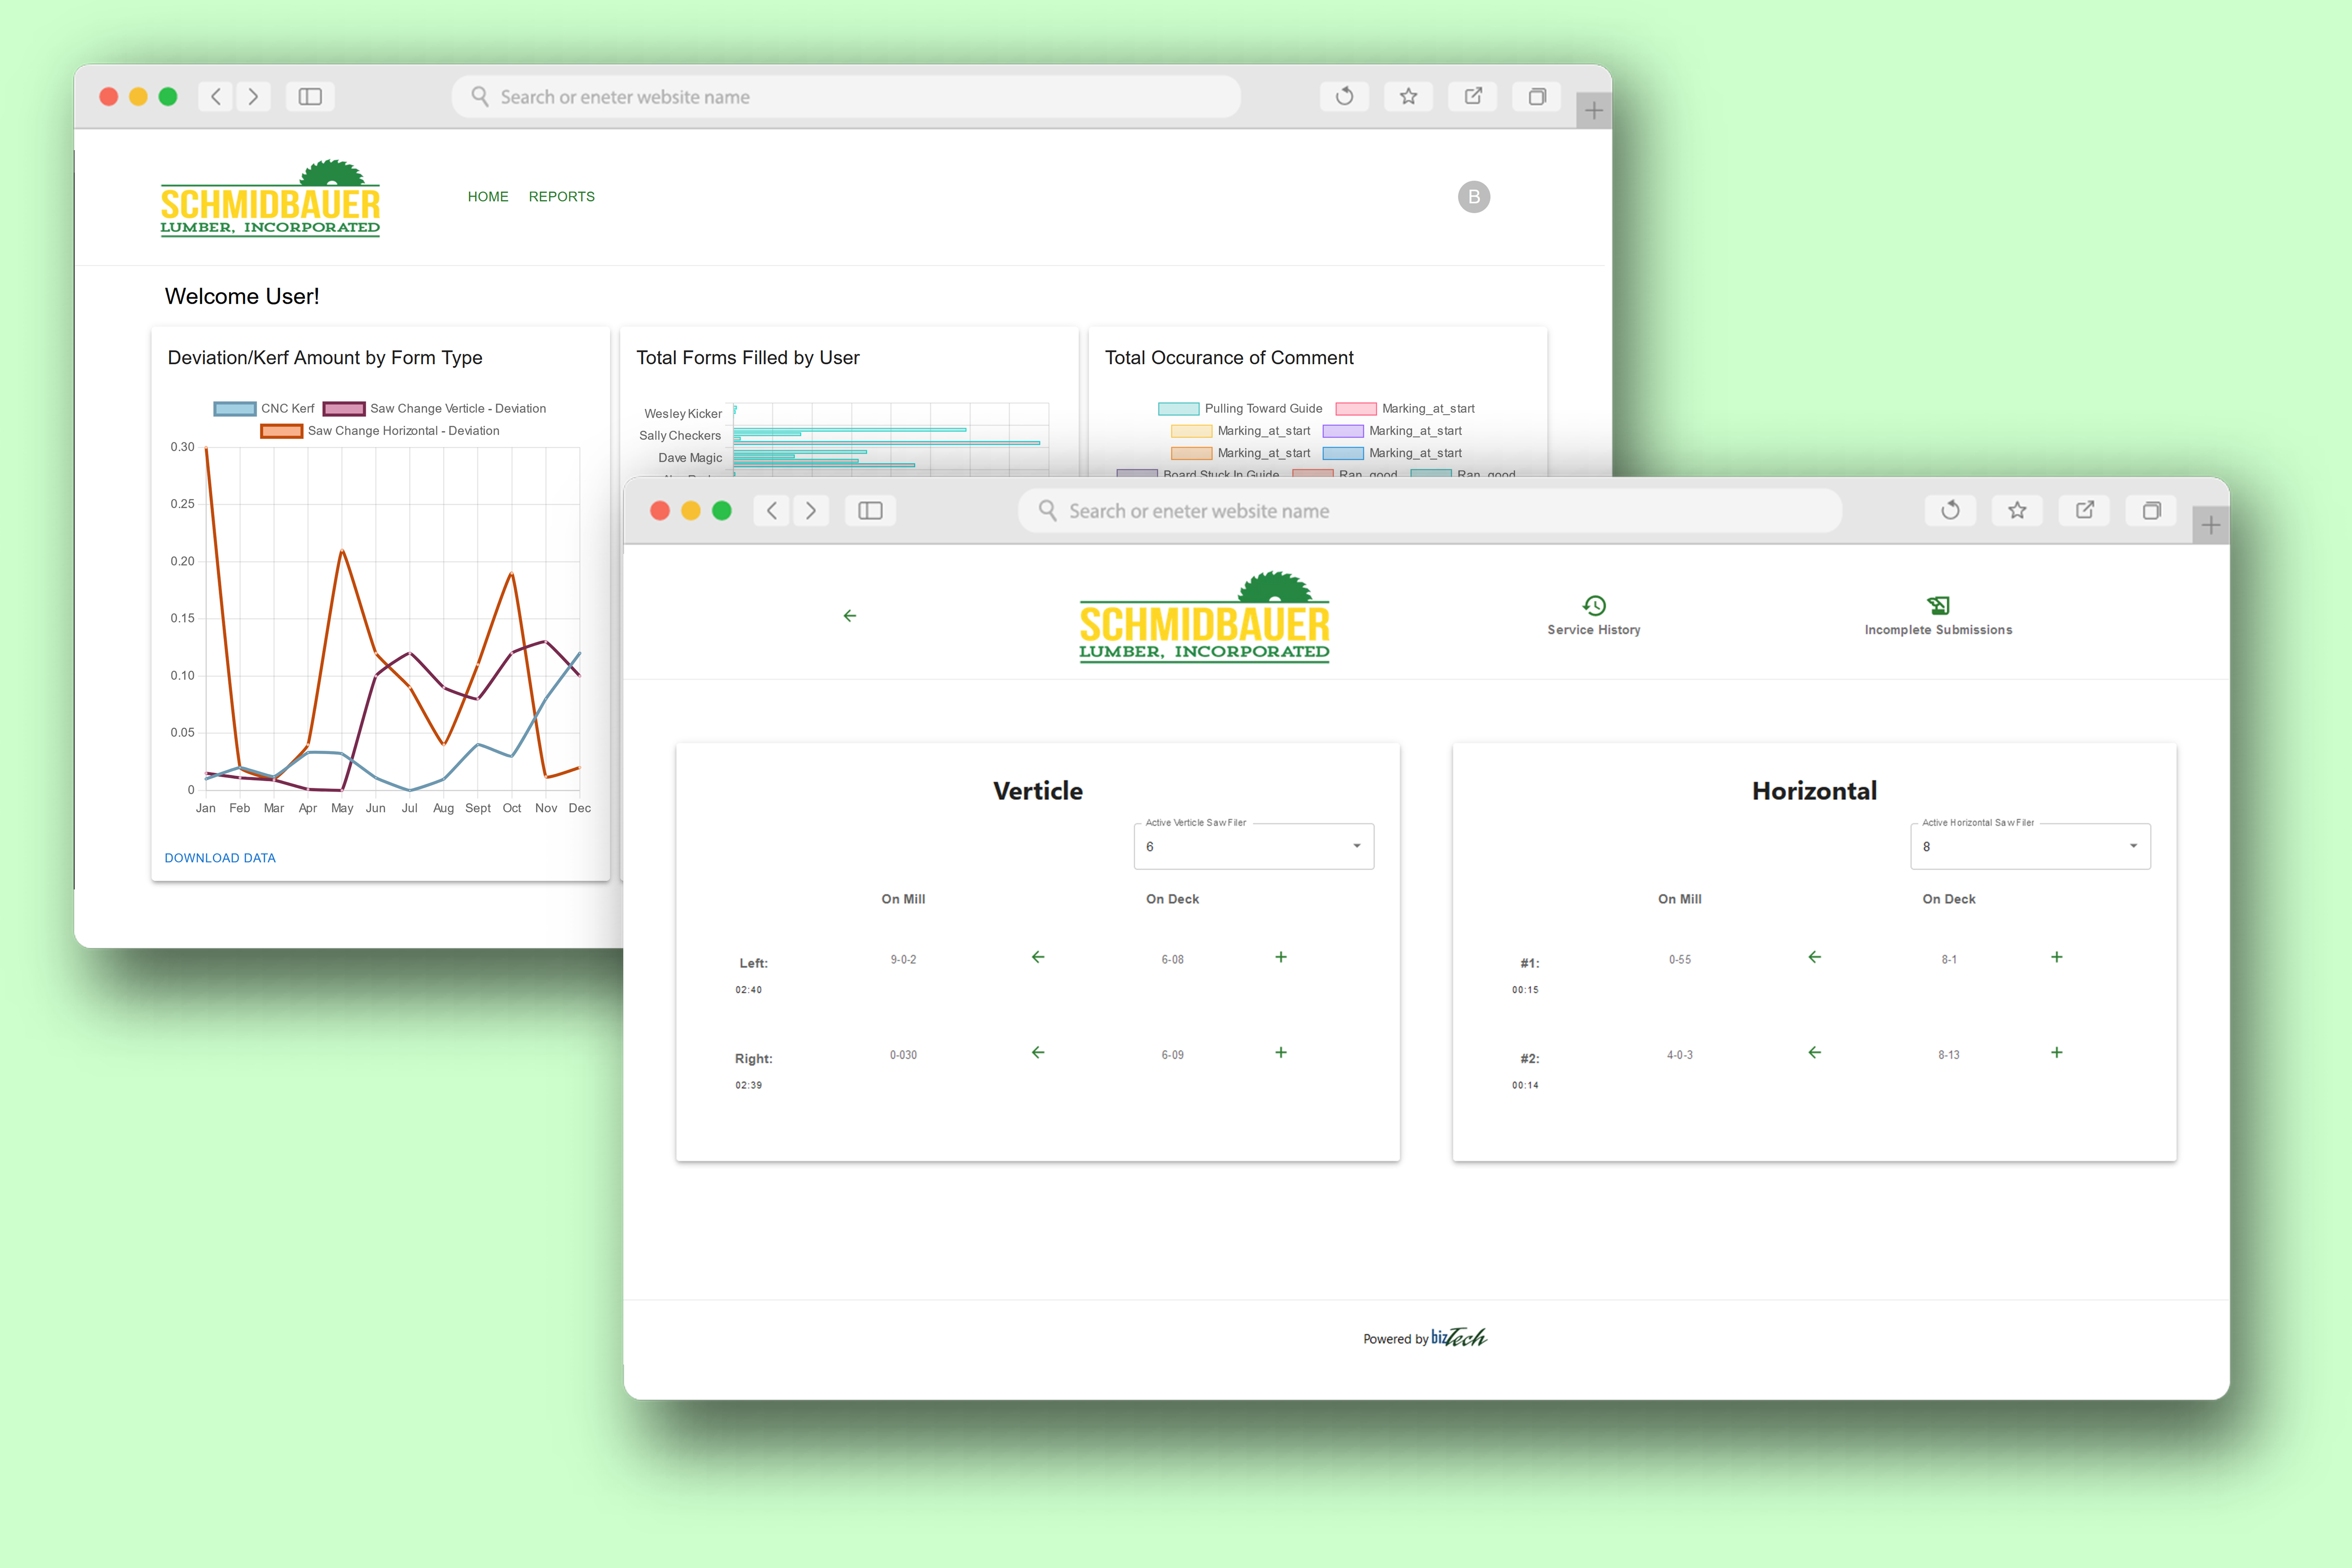 Search or eneter website name
SCHMIDBAUER
LUMBER, INCORPORATED
HOME REPORTS
B
Welcome User!
Deviation/Kerf Amount by Form Type
CNC Kerf Saw Change Verticle - Deviation
Saw Change Horizontal - Deviation
0.30
0.25
0.20
0.15
0.10
0.05
0
Jan Feb Mar Apr May Jun Jul Aug Sept Oct Nov Dec
DOWNLOAD DATA
Total Forms Filled by User
Wesley Kicker
Sally Checkers
Dave Magic
Total Occurance of Comment
Pulling Toward Guide Marking_at_start
Marking_at_start Marking_at_start
Marking_at_start Marking_at_start
Board Stuck In Guide Ran_good Ran_good
Search or eneter website name
SCHMIDBAUER
LUMBER, INCORPORATED
Service History
Incomplete Submissions
Verticle
Active Verticle Saw Filer
6
On Mill On Deck
Left: 9-0-2 6-08
02:40
Right: 0-030 6-09
02:39
Horizontal
Active Horizontal Saw Filer
8
On Mill On Deck
#1: 0-55 8-1
00:15
#2: 4-0-3 8-13
00:14
Powered by bizTech